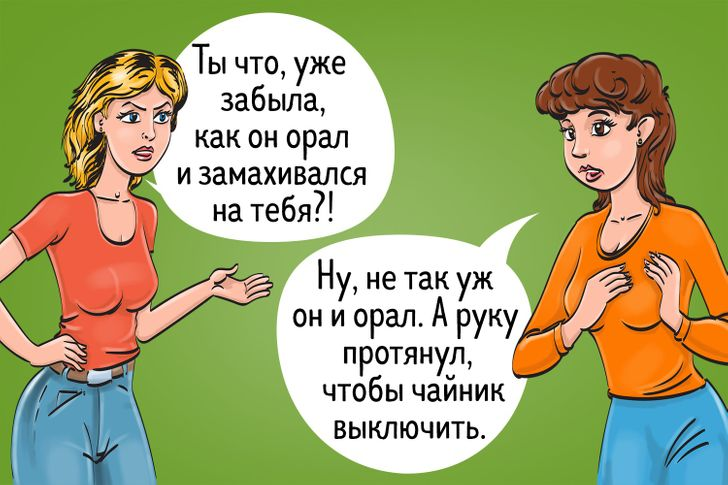 Ты что, уже
забыла,
как он орал
и замахивался
на тебя?!
Ну, не так уж
он и орал. А руку
протянул,
чтобы чайник
выключить.